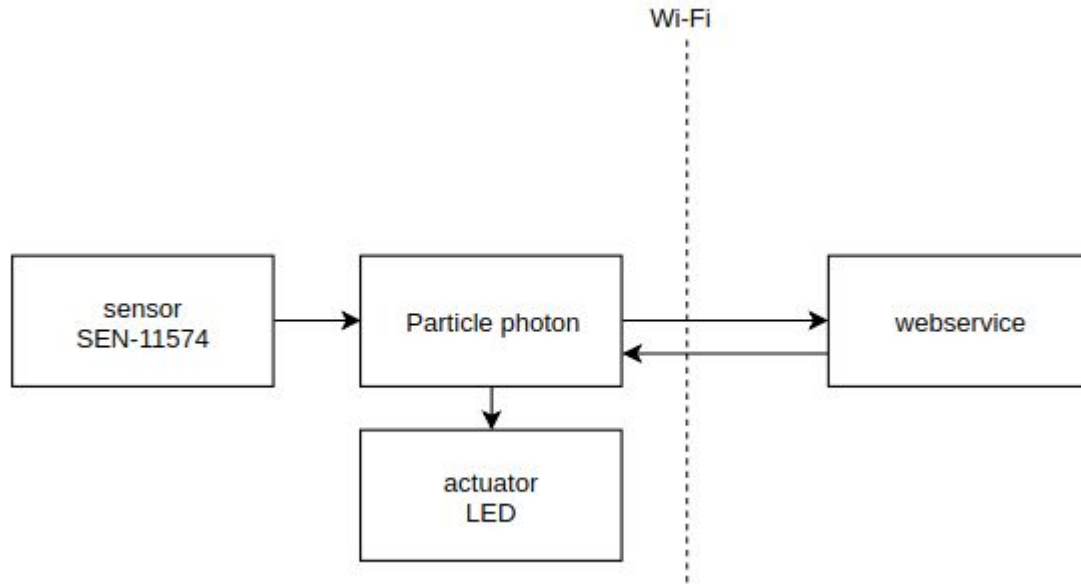 Wi-Fi
sensor
SEN-11574
Particle photon
webservice
actuator
LED